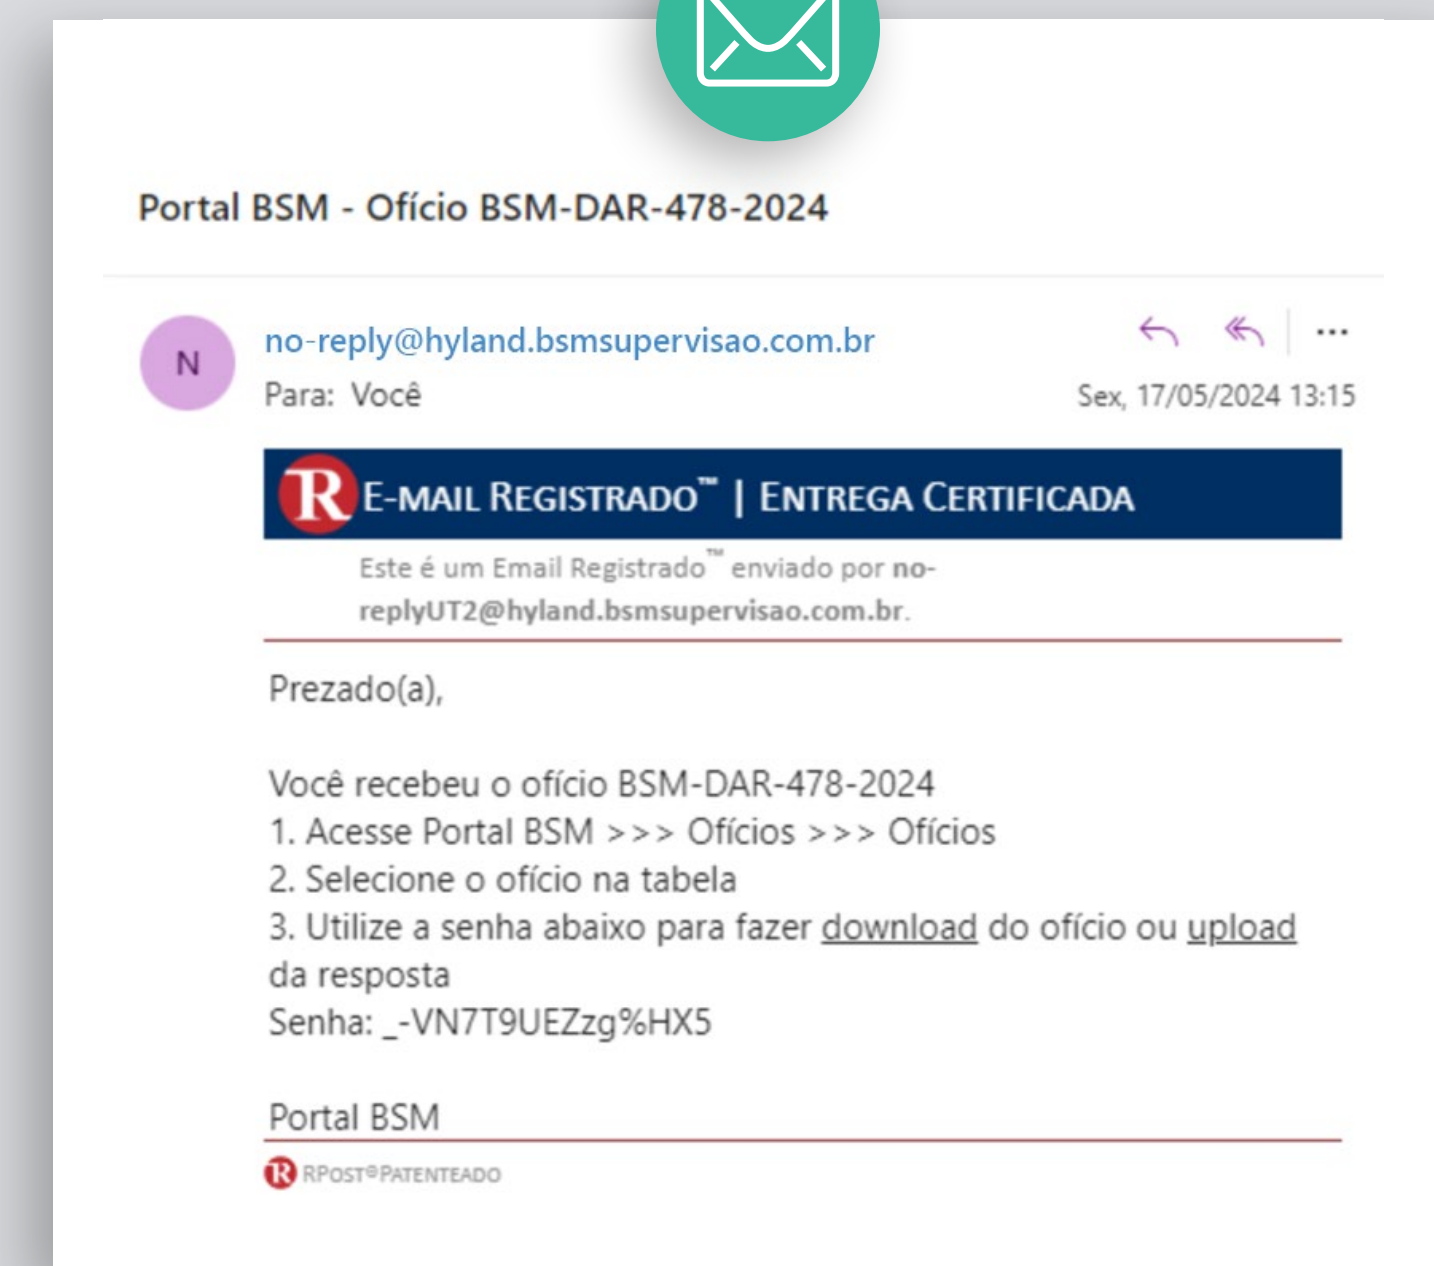 Portal BSM - Ofício BSM-DAR-478-2024
N
no-reply@hyland.bsmsupervisao.com.br
Para: Você
Sex, 17/05/2024 13:15
R E-MAIL REGISTRADO™ | ENTREGA CERTIFICADA
Este é um Email Registrado™ enviado por no-
replyUT2@hyland.bsmsupervisao.com.br.
Prezado(a),
Você recebeu o ofício BSM-DAR-478-2024
1. Acesse Portal BSM >>> Ofícios >>> Ofícios
2. Selecione o ofício na tabela
3. Utilize a senha abaixo para fazer download do ofício ou upload
da resposta
Senha: _-VN7T9UEZzg%HX5
Portal BSM
R RPOST®PATENTEADO